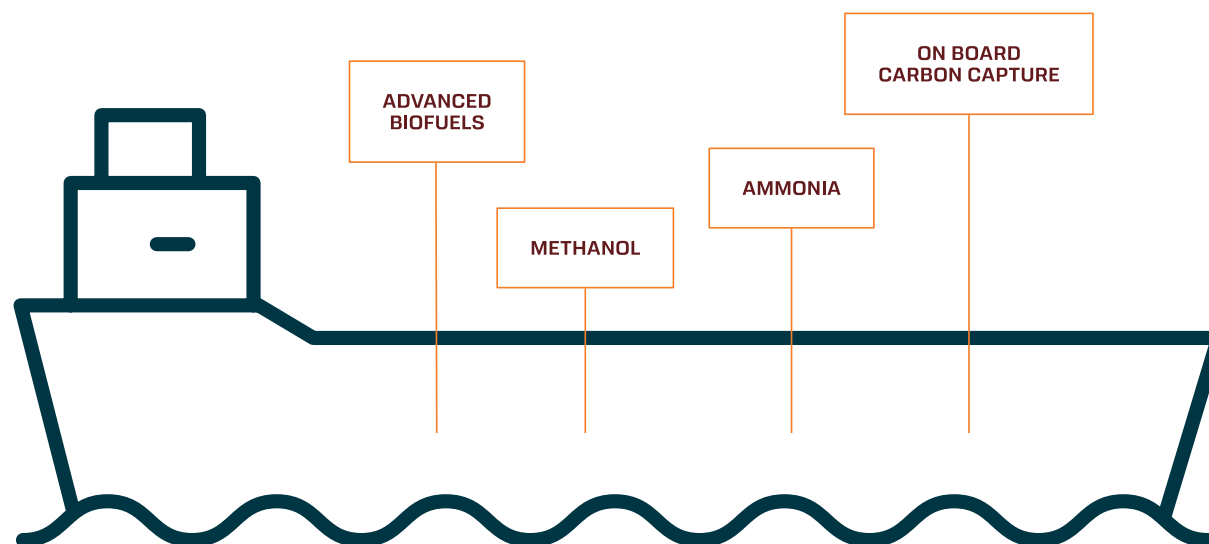 ADVANCED
BIOFUELS
METHANOL
AMMONIA
ON BOARD
CARBON CAPTURE